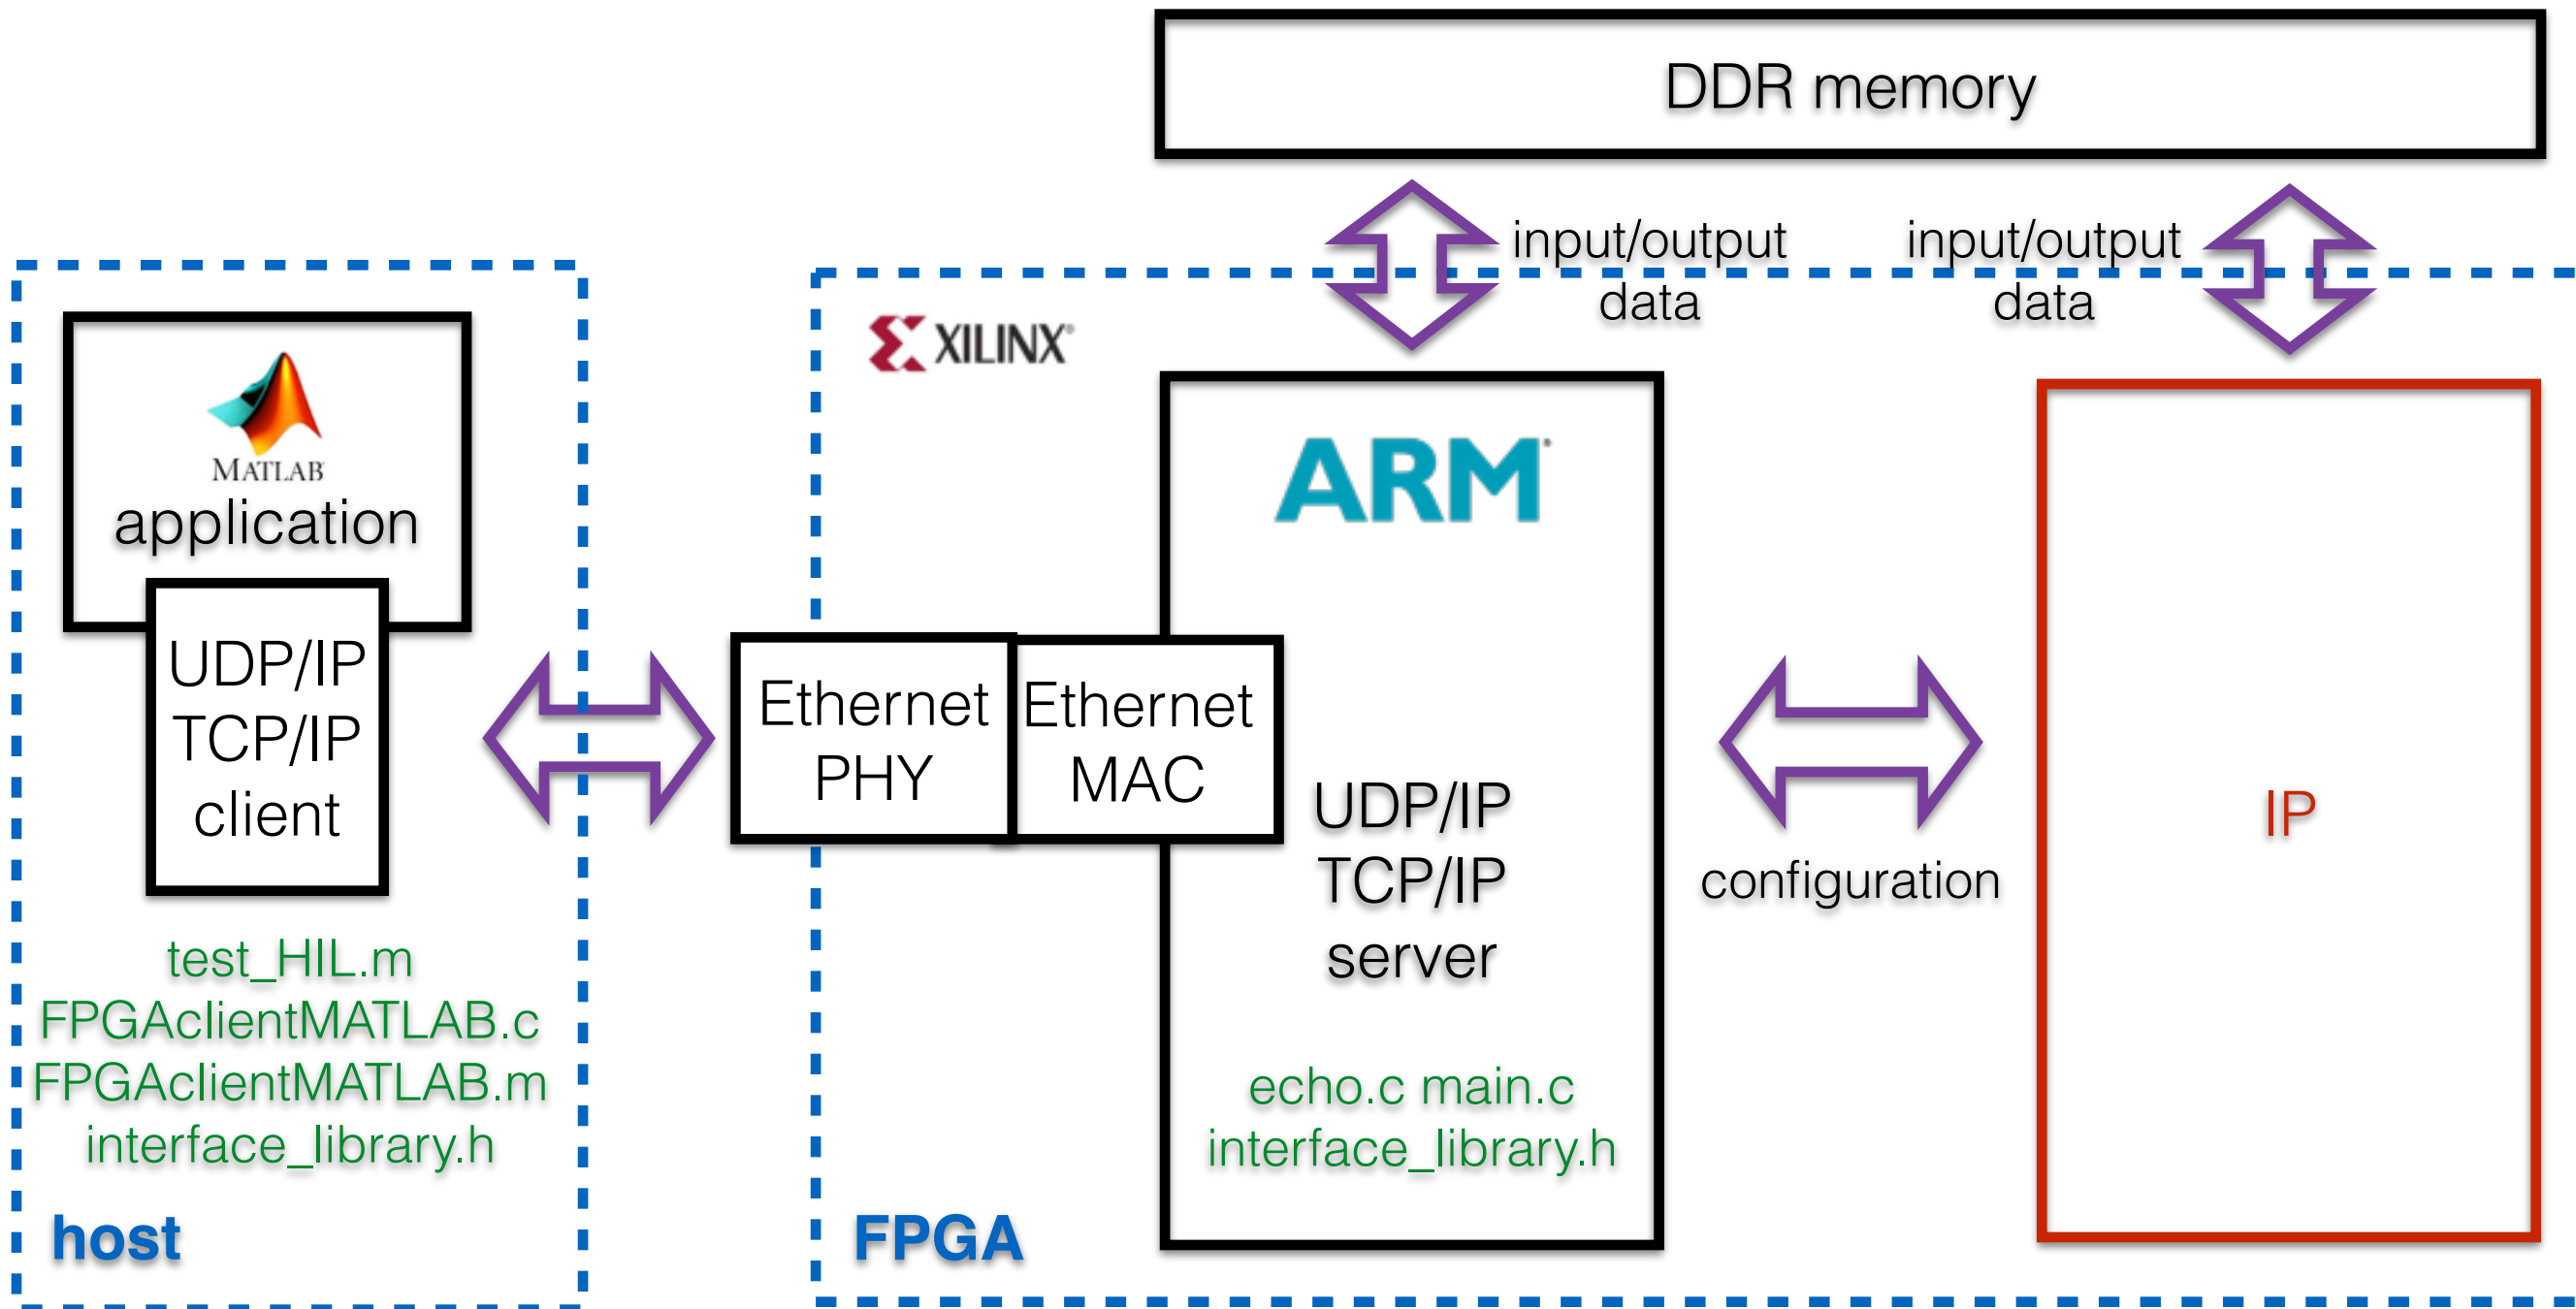 DDR memory
input/output
data
input/output
data
XILINX
MATLAB
application
UDP/IP
TCP/IP
client
test_HIL.m
FPGAclientMATLAB.c
FPGAclientMATLAB.m
interface_library.h
host
Ethernet
PHY
Ethernet
MAC
ARM
UDP/IP
TCP/IP
server
echo.c main.c
interface_library.h
FPGA
configuration
IP